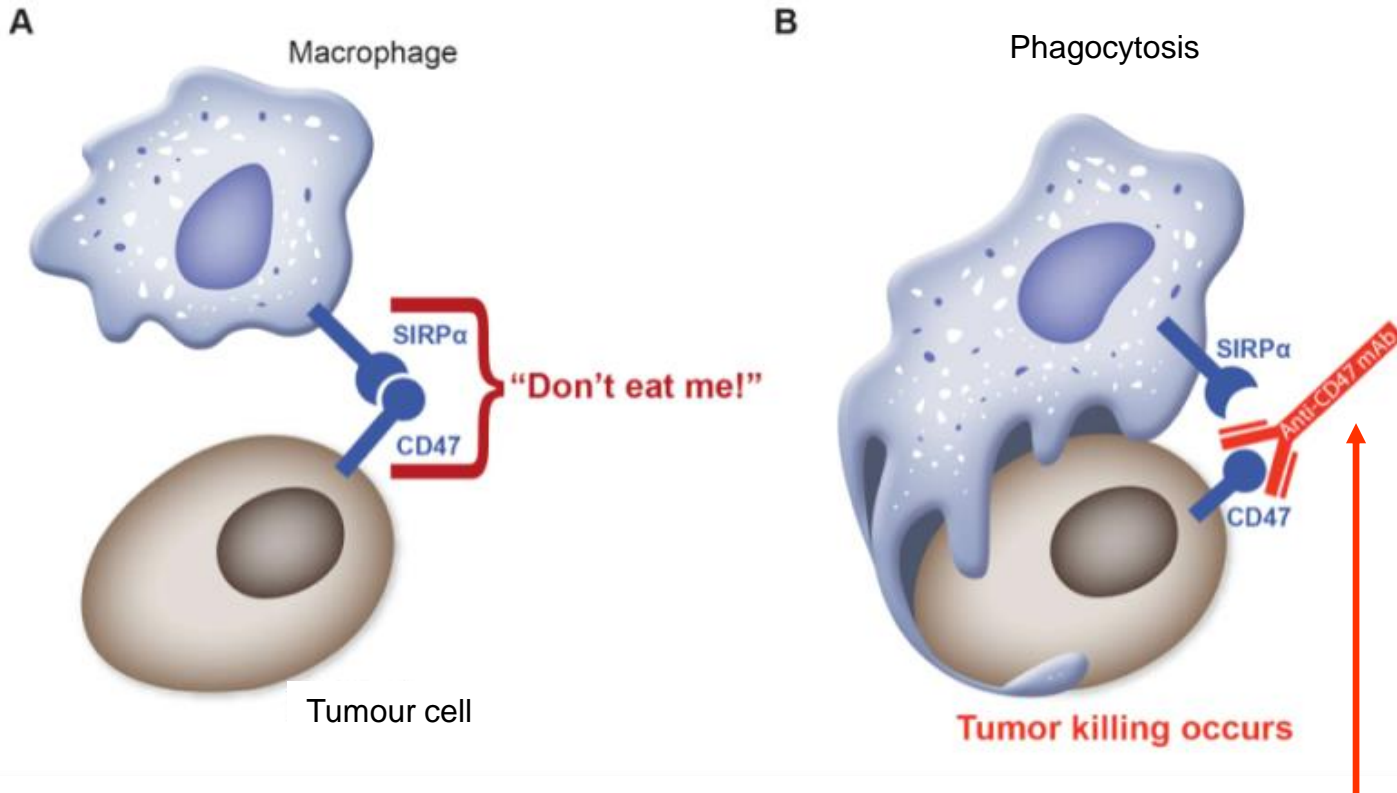 A
Macrophage
SIRPα
“Don’t eat me!”
CD47
Tumour cell
B
Phagocytosis
SIRPα
Anti-CD47 mAb
CD47
Tumor killing occurs